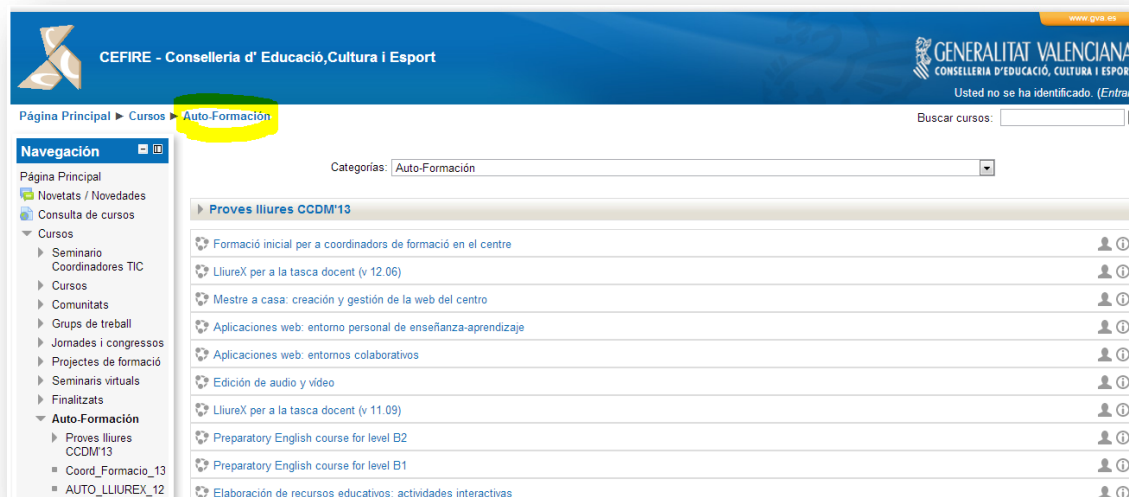 www.gva.es
CEFIRE - Conselleria d' Educació,Cultura i Esport
GENERALITAT VALENCIANA
CONSELLERIA D'EDUCACIÓ, CULTURA I ESPORT
Usted no se ha identificado. (Entrar
Página Principal ► Cursos ► Auto-Formación
Buscar cursos:
Navegación
Página Principal
Novetats / Novedades
Consulta de cursos
Cursos
Seminario
Coordinadores TIC
Cursos
Comunitats
Grups de treball
Jornades i congressos
Projectes de formació
Seminaris virtuals
Finalitzats
Auto-Formación
Proves lliures
CCDM'13
Coord_Formacio_13
AUTO_LLIUREX_12
Categorías: Auto-Formación
Proves lliures CCDM'13
Formació inicial per a coordinadors de formació en el centre
LliureX per a la tasca docent (v 12.06)
Mestre a casa: creación y gestión de la web del centro
Aplicaciones web: entorno personal de enseñanza-aprendizaje
Aplicaciones web: entornos colaborativos
Edición de audio y vídeo
LliureX per a la tasca docent (v 11.09)
Preparatory English course for level B2
Preparatory English course for level B1
Elaboración de recursos educativos: actividades interactivas